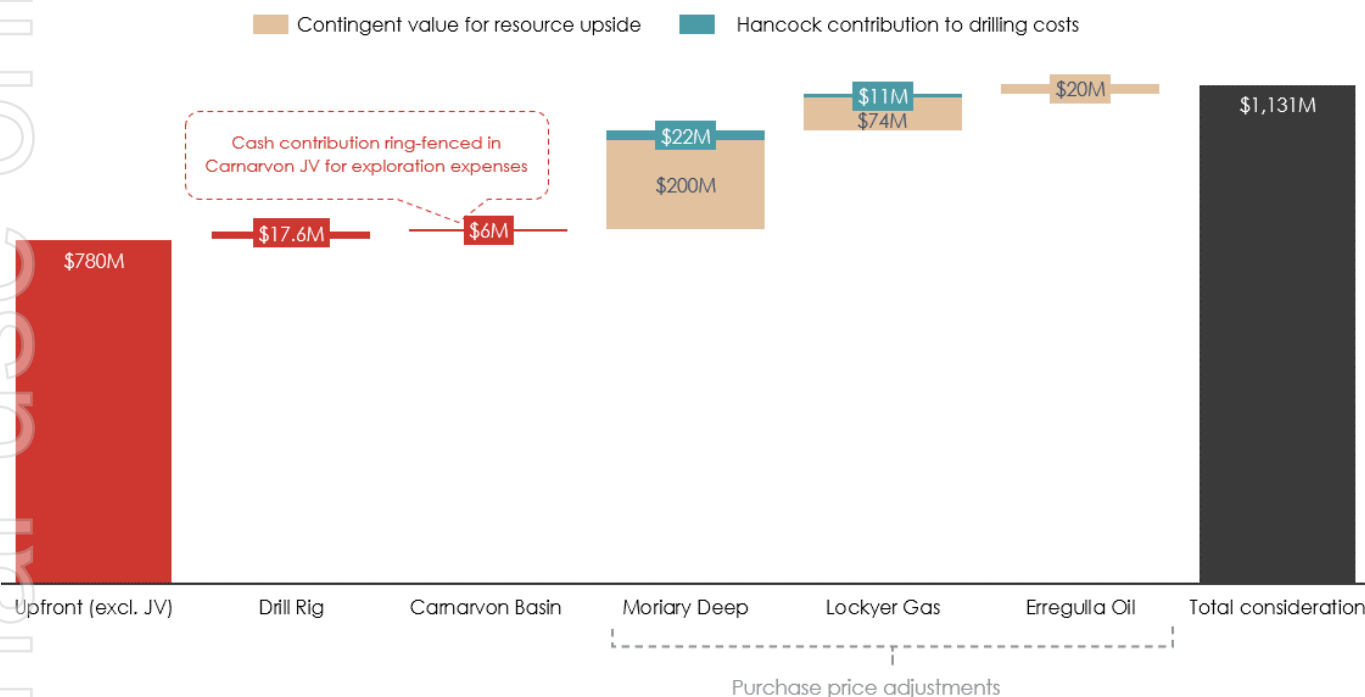 Contingent value for resource upside
Hancock contribution to drilling costs
$20M
$1,131M
$11M
$74M
$22M
$200M
Cash contribution ring-fenced in
Carnarvon JV for exploration expenses
$17.6M
$6M
$780M
Upfront (excl. JV)
Drill Rig
Carnarvon Basin
Moriary Deep
Lockyer Gas
Erregulla Oil
Total consideration
Purchase price adjustments